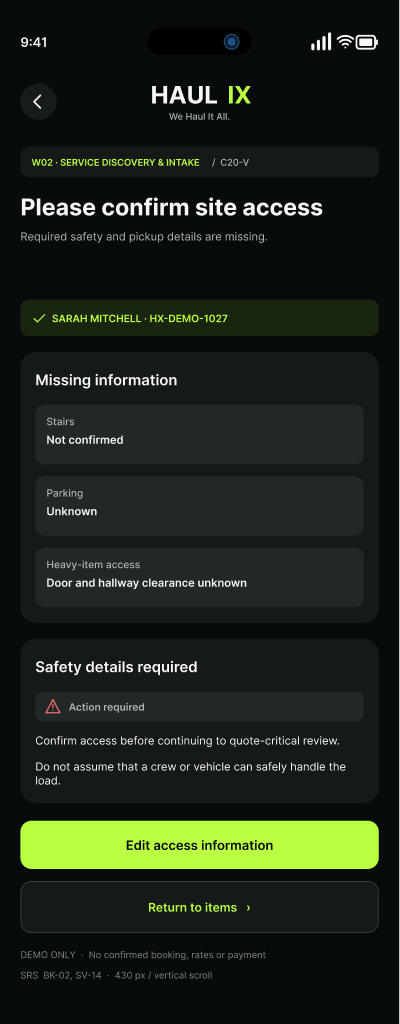 9:41
HAUL IX
We Haul It All.
W02 · SERVICE DISCOVERY & INTAKE / C20-V
Please confirm site access
Required safety and pickup details are missing.
SARAH MITCHELL · HX-DEMO-1027
Missing information
Stairs
Not confirmed
Parking
Unknown
Heavy-item access
Door and hallway clearance unknown
Safety details required
Action required
Confirm access before continuing to quote-critical review.
Do not assume that a crew or vehicle can safely handle the
load.
Edit access information
Return to items ›
DEMO ONLY · No confirmed booking, rates or payment
SRS BK-02, SV-14 · 430 px / vertical scroll